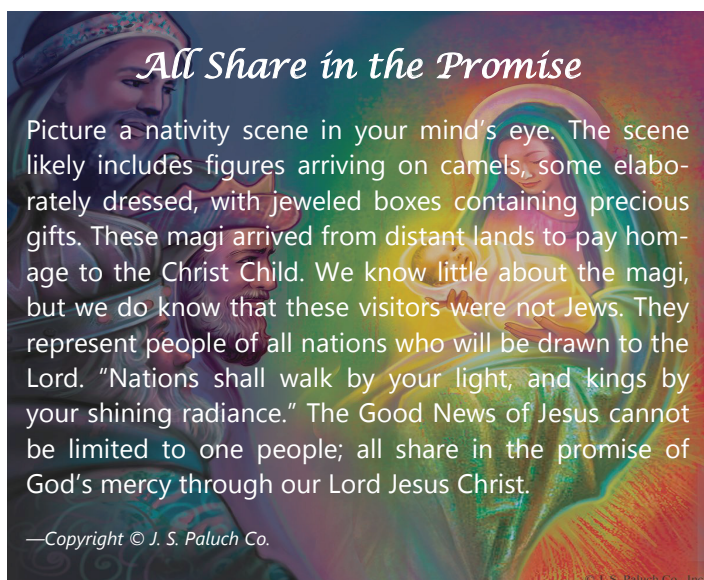 All Share in the Promise
Picture a nativity scene in your mind’s eye. The scene
likely includes figures arriving on camels, some elabo-
rately dressed, with jeweled boxes containing precious
gifts. These magi arrived from distant lands to pay hom-
age to the Christ Child. We know little about the magi,
but we do know that these visitors were not Jews. They
represent people of all nations who will be drawn to the
Lord. “Nations shall walk by your light, and kings by
your shining radiance.” The Good News of Jesus cannot
be limited to one people; all share in the promise of
God’s mercy through our Lord Jesus Christ.
—Copyright © J. S. Paluch Co.